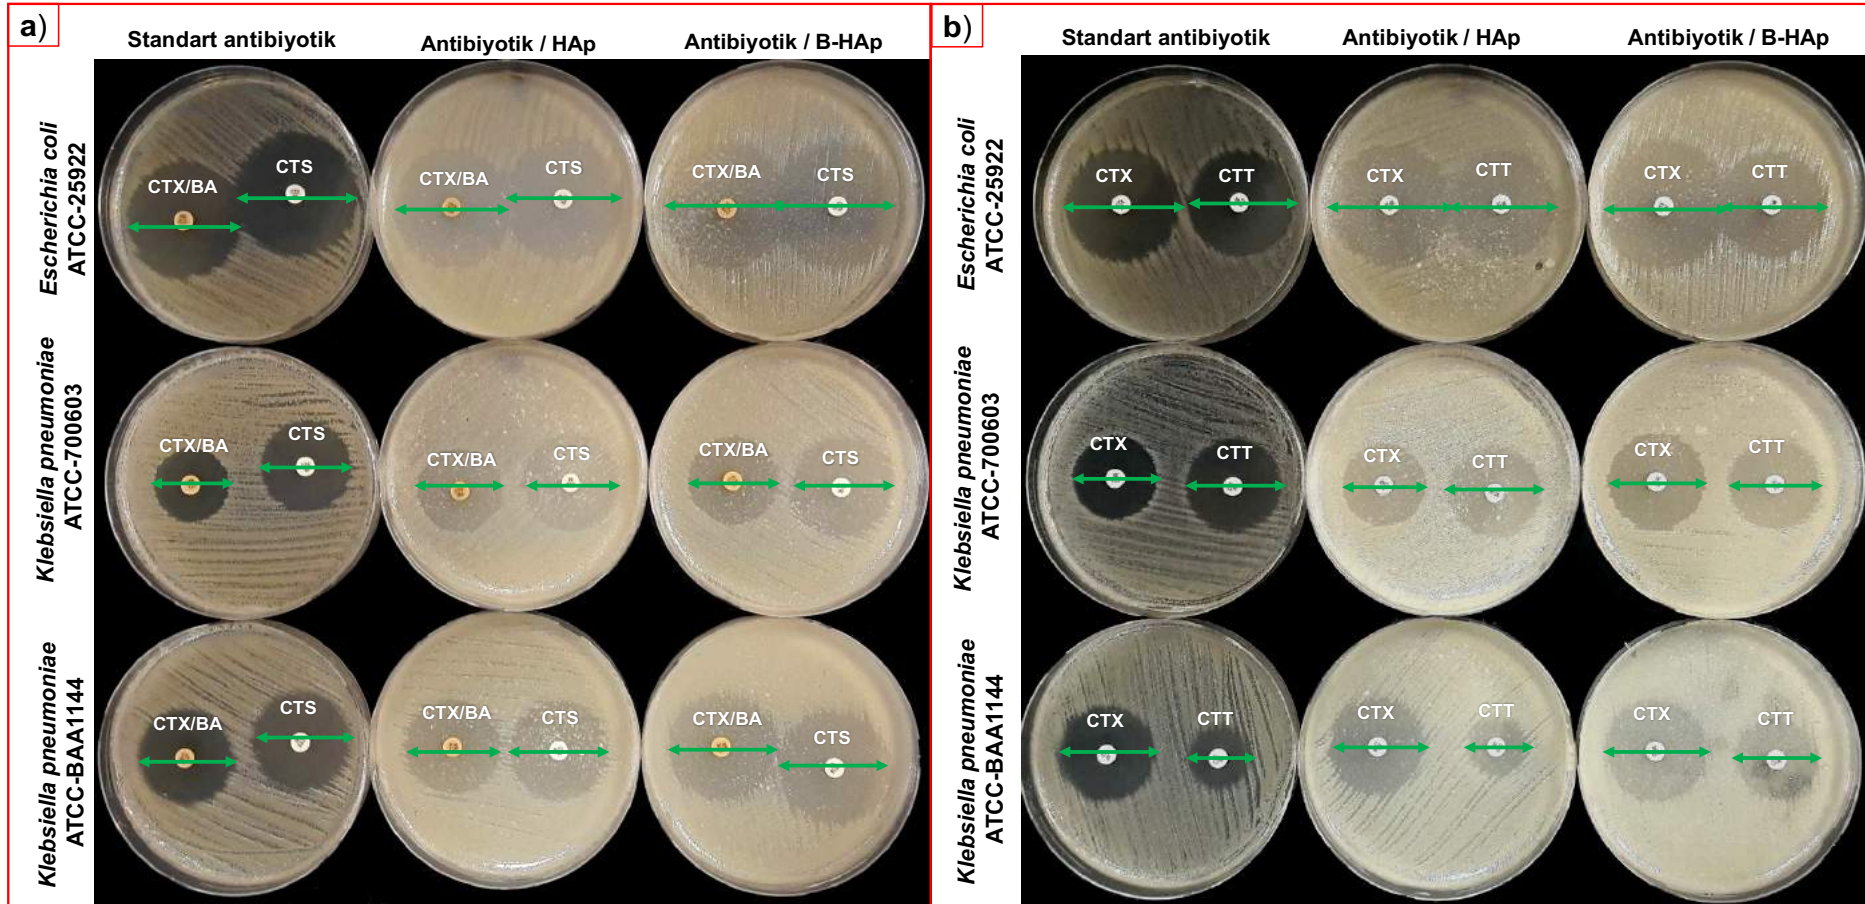 a)
Standart antibiyotik
Antibiyotik / HAp
Antibiyotik / B-HAp
Escherichia coli
ATCC-25922
CTX/BA
CTS
CTX/BA
CTS
CTX/BA
CTS
Klebsiella pneumoniae
ATCC-700603
CTX/BA
CTS
CTX/BA
CTS
CTX/BA
CTS
Klebsiella pneumoniae
ATCC-BAA1144
CTX/BA
CTS
CTX/BA
CTS
CTX/BA
CTS
b)
Standart antibiyotik
Antibiyotik / HAp
Antibiyotik / B-HAp
Escherichia coli
ATCC-25922
CTX
CTT
CTX
CTT
CTX
CTT
Klebsiella pneumoniae
ATCC-700603
CTX
CTT
CTX
CTT
CTX
CTT
Klebsiella pneumoniae
ATCC-BAA1144
CTX
CTT
CTX
CTT
CTX
CTT